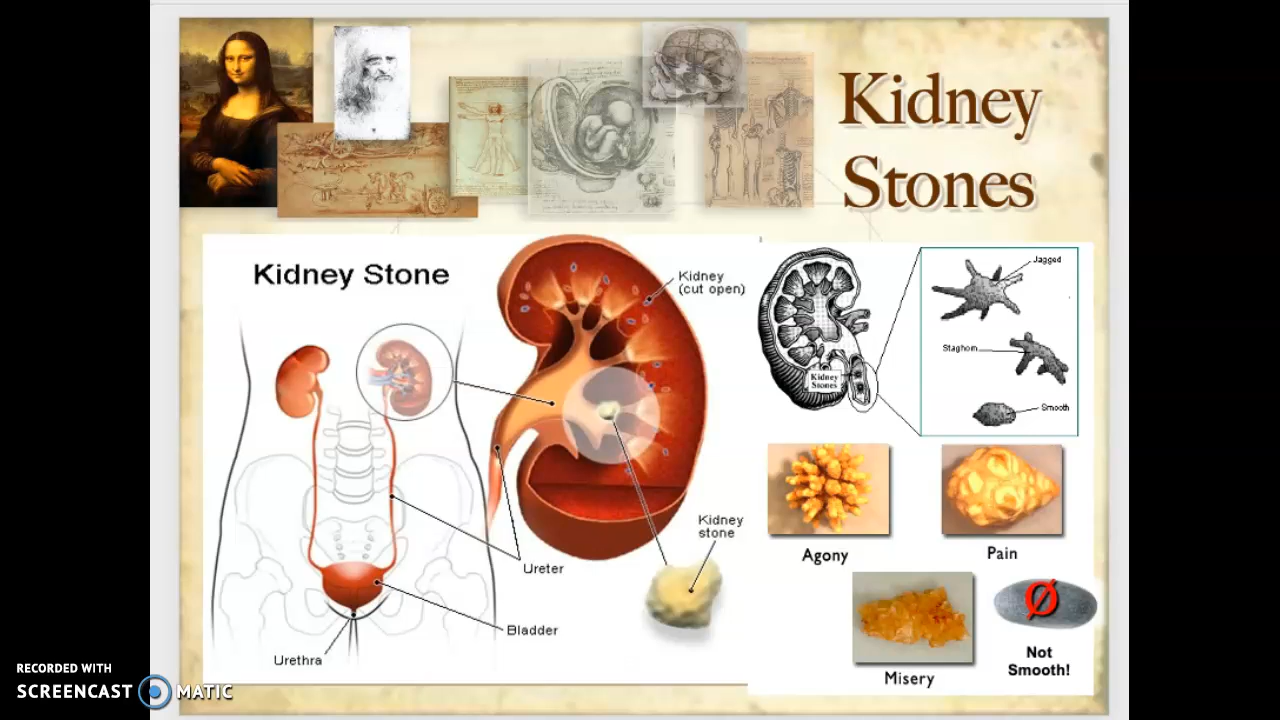 Kidney
Stones
Kidney Stone
Kidney
(cut open)
Kidney
stone
Ureter
Bladder
Urethra
Kidney
Stones
Jagged
Staghorn
Smooth
Agony
Pain
Misery
Ø
Not
Smooth!
RECORDED WITH
SCREENCAST MATIC